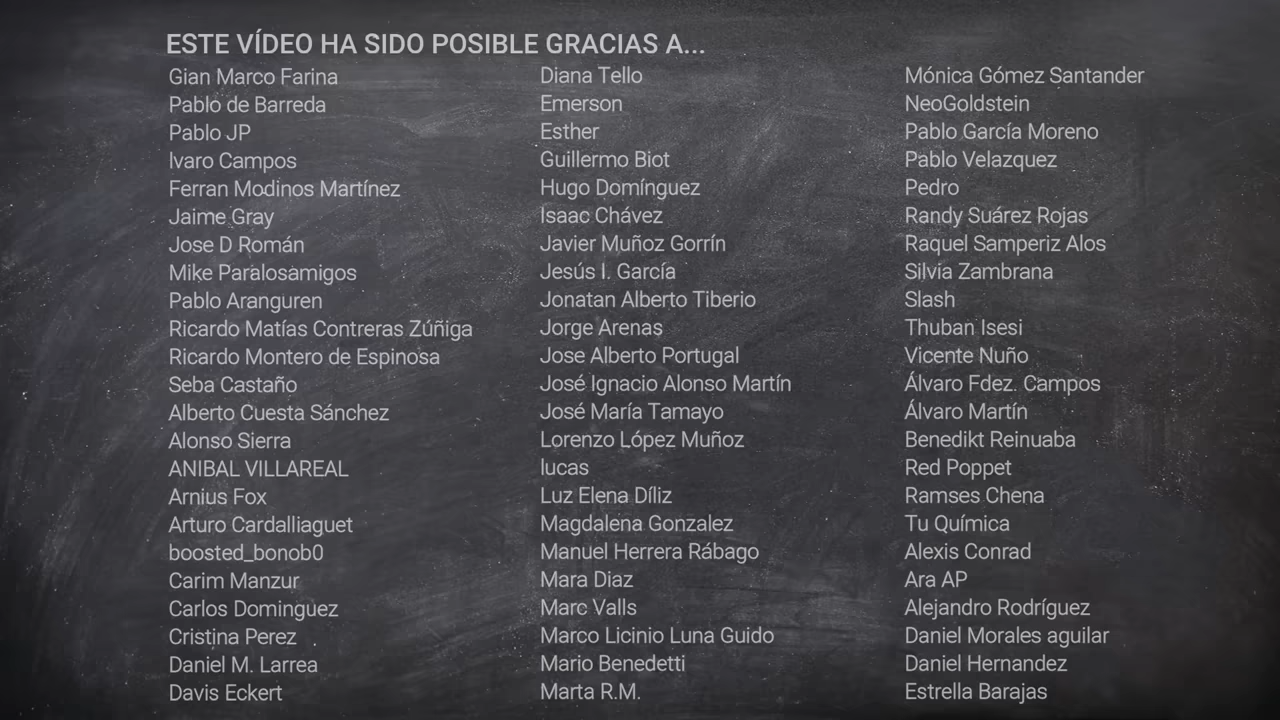 ESTE VÍDEO HA SIDO POSIBLE GRACIAS A...
Gian Marco Farina
Pablo de Barreda
Pablo JP
Ivaro Campos
Ferran Modinos Martínez
Jaime Gray
Jose D Román
Mike Paralosamigos
Pablo Aranguren
Ricardo Matías Contreras Zúñiga
Ricardo Montero de Espinosa
Seba Castaño
Alberto Cuesta Sánchez
Alonso Sierra
ANIBAL VILLAREAL
Arnius Fox
Arturo Cardalliaguet
boosted_bonob0
Carim Manzur
Carlos Dominguez
Cristina Perez
Daniel M. Larrea
Davis Eckert
Diana Tello
Emerson
Esther
Guillermo Biot
Hugo Domínguez
Isaac Chávez
Javier Muñoz Gorrín
Jesús I. García
Jonatan Alberto Tiberio
Jorge Arenas
Jose Alberto Portugal
José Ignacio Alonso Martín
José María Tamayo
Lorenzo López Muñoz
lucas
Luz Elena Díliz
Magdalena Gonzalez
Manuel Herrera Rábago
Mara Diaz
Marc Valls
Marco Licinio Luna Guido
Mario Benedetti
Marta R.M.
Mónica Gómez Santander
NeoGoldstein
Pablo García Moreno
Pablo Velazquez
Pedro
Randy Suárez Rojas
Raquel Samperiz Alos
Silvia Zambrana
Slash
Thuban Isesi
Vicente Nuño
Álvaro Fdez. Campos
Álvaro Martín
Benedikt Reinuaba
Red Poppet
Ramses Chena
Tu Química
Alexis Conrad
Ara AP
Alejandro Rodríguez
Daniel Morales aguilar
Daniel Hernandez
Estrella Barajas